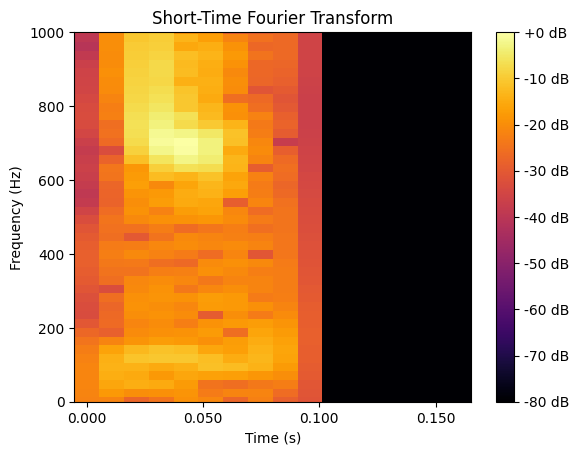 Short-Time Fourier Transform
1000
800
600
400
200
0
Frequency (Hz)
0.000
0.050
0.100
0.150
Time (s)
+0 dB
-10 dB
-20 dB
-30 dB
-40 dB
-50 dB
-60 dB
-70 dB
-80 dB